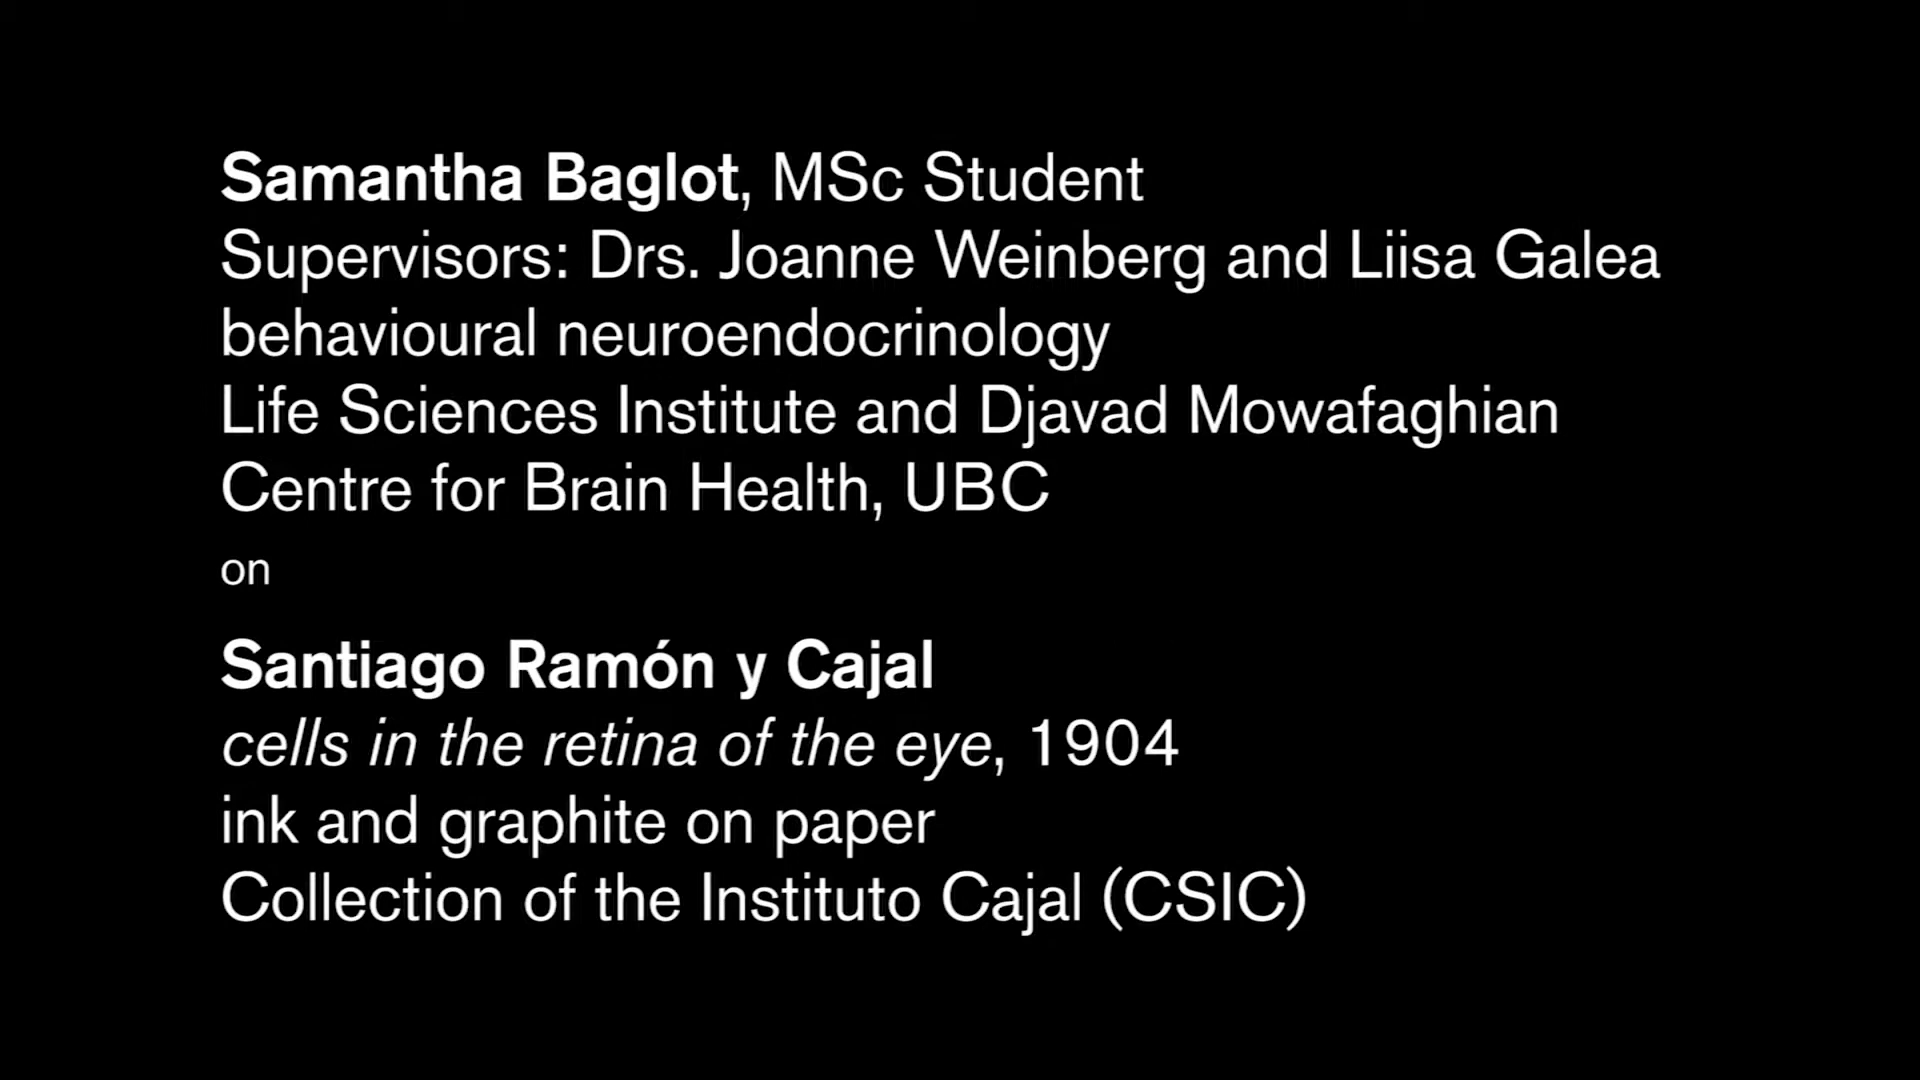 Samantha Baglot, MSc Student
Supervisors: Drs. Joanne Weinberg and Liisa Galea
behavioural neuroendocrinology
Life Sciences Institute and Djavad Mowafaghian
Centre for Brain Health, UBC
on
Santiago Ramón y Cajal
cells in the retina of the eye, 1904
ink and graphite on paper
Collection of the Instituto Cajal (CSIC)